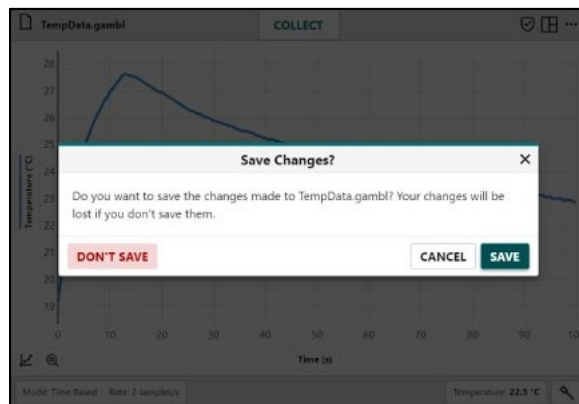 TempData.gambl
COLLECT
28
27
26
25
24
23
22
21
20
19
Temperature (°C)
Save Changes?
Do you want to save the changes made to TempData.gambl? Your changes will be
lost if you don't save them.
DON'T SAVE
CANCEL
SAVE
0 10 20 30 40 50 60 70 80 90 100
Time (s)
Mode: Time Based Rate: 2 samples/s
Temperature: 22.5 °C